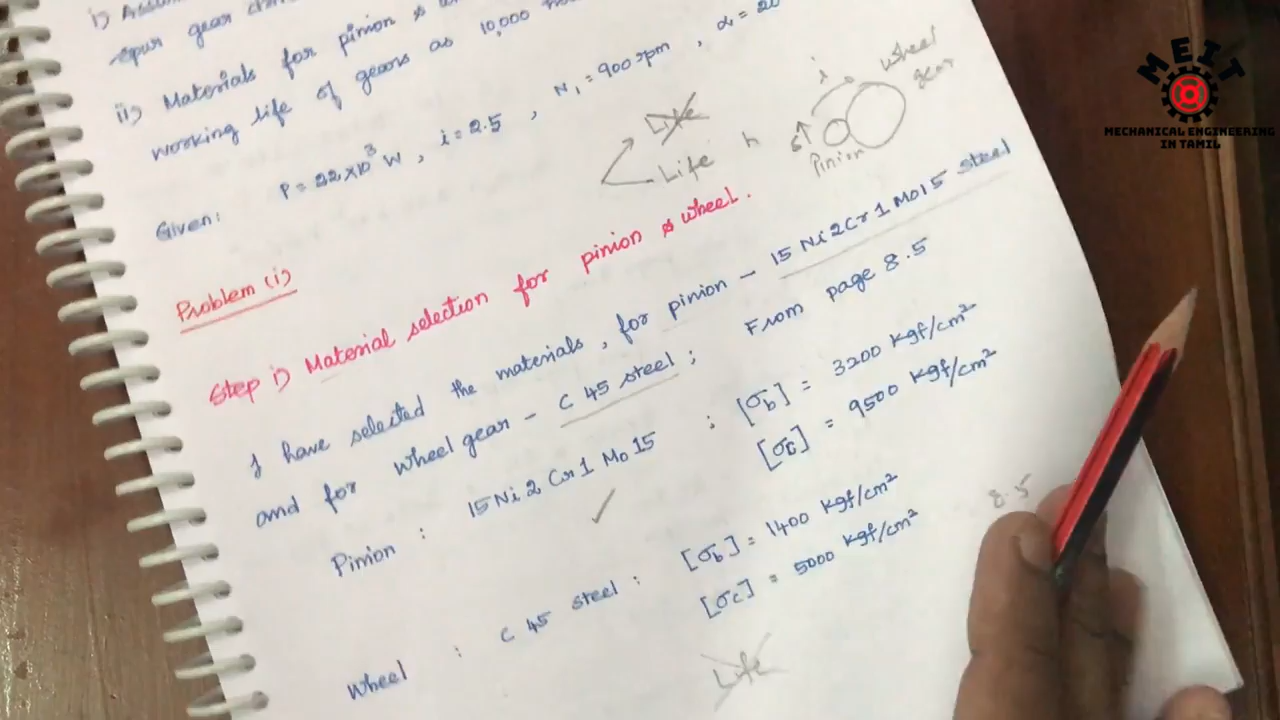 i) Assum
spur gear
ii) Materials for pinion &
working life of gears as 10,000
Given: P = 22×10³ W, i = 2.5, N₁ = 900 rpm, α = 20
Life
Life h
i
wheel
gear
Pinion
Problem (i)
Step i) Material selection for pinion & wheel.
I have selected the materials, for pinion – 15 Ni 2 Cr 1 Mo 15 steel
and for wheel gear – C 45 steel; From page 8.5
Pinion : 15 Ni 2 Cr 1 Mo 15 : [σb] = 3200 kgf/cm²
[σc] = 9500 kgf/cm²
Wheel : C 45 steel : [σb] = 1400 kgf/cm²
[σc] = 5000 kgf/cm²
8.5
Life
MEIT
MECHANICAL ENGINEERING
IN TAMIL